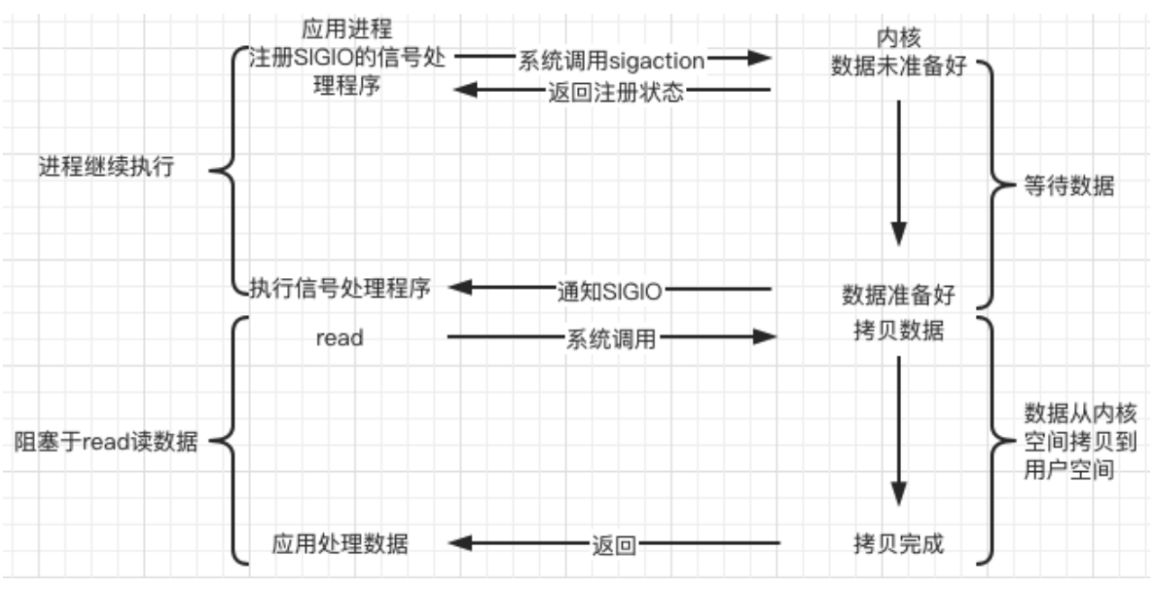 应用进程
注册SIGIO的信号处
理程序
系统调用sigaction
返回注册状态
内核
数据未准备好
进程继续执行
等待数据
执行信号处理程序
通知SIGIO
数据准备好
read
系统调用
拷贝数据
阻塞于read读数据
数据从内核
空间拷贝到
用户空间
应用处理数据
返回
拷贝完成